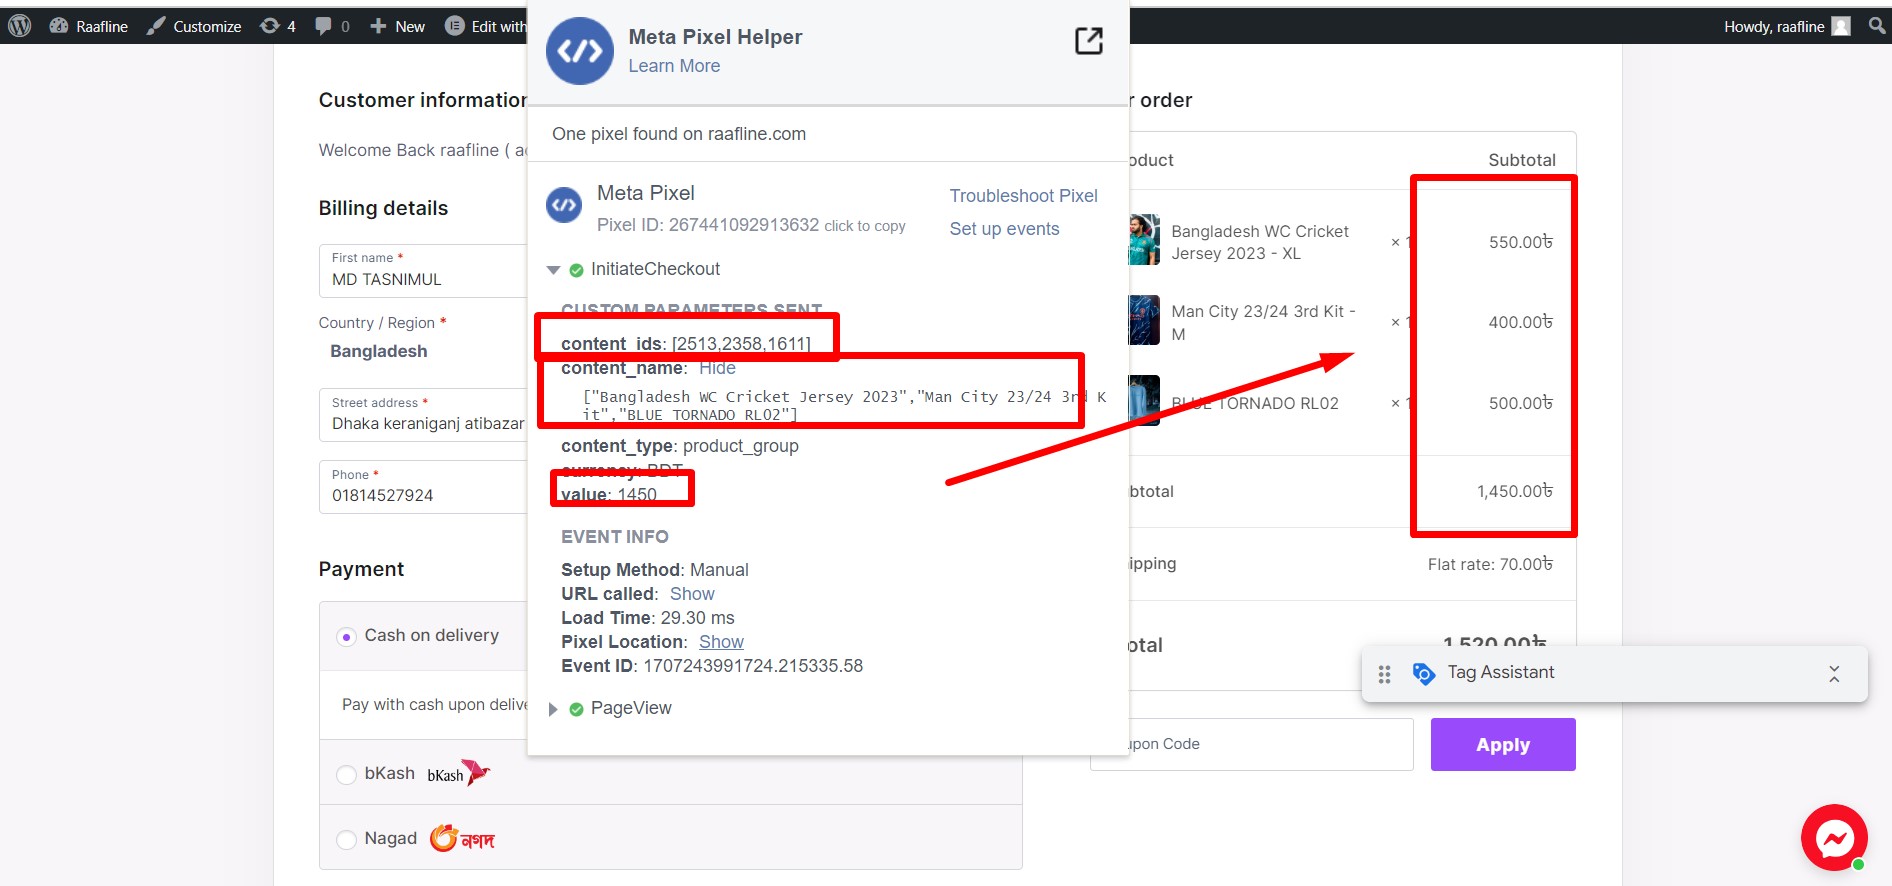 Raafline
Customize
4
0
New
Edit with
Howdy, raafline
Meta Pixel Helper
Learn More
One pixel found on raafline.com
Meta Pixel
Pixel ID: 267441092913632 click to copy
Troubleshoot Pixel
Set up events
InitiateCheckout
CUSTOM PARAMETERS SENT
content_ids: [2513,2358,1611]
content_name: Hide
["Bangladesh WC Cricket Jersey 2023","Man City 23/24 3rd K
it","BLUE TORNADO RL02"]
content_type: product_group
currency: BDT
value: 1450
EVENT INFO
Setup Method: Manual
URL called: Show
Load Time: 29.30 ms
Pixel Location: Show
Event ID: 1707243991724.215335.58
PageView
Customer information
Welcome Back raafline ( a
Billing details
First name *
MD TASNIMUL
Country / Region *
Bangladesh
Street address *
Dhaka keraniganj atibazar
Phone *
01814527924
Payment
Cash on delivery
Pay with cash upon delive
bKash bKash
Nagad নগদ
r order
oduct Subtotal
Bangladesh WC Cricket
Jersey 2023 - XL
× 1 550.00৳
Man City 23/24 3rd Kit -
M
× 1 400.00৳
BLUE TORNADO RL02 × 1 500.00৳
btotal 1,450.00৳
ipping Flat rate: 70.00৳
otal 1,520.00৳
Tag Assistant
upon Code
Apply